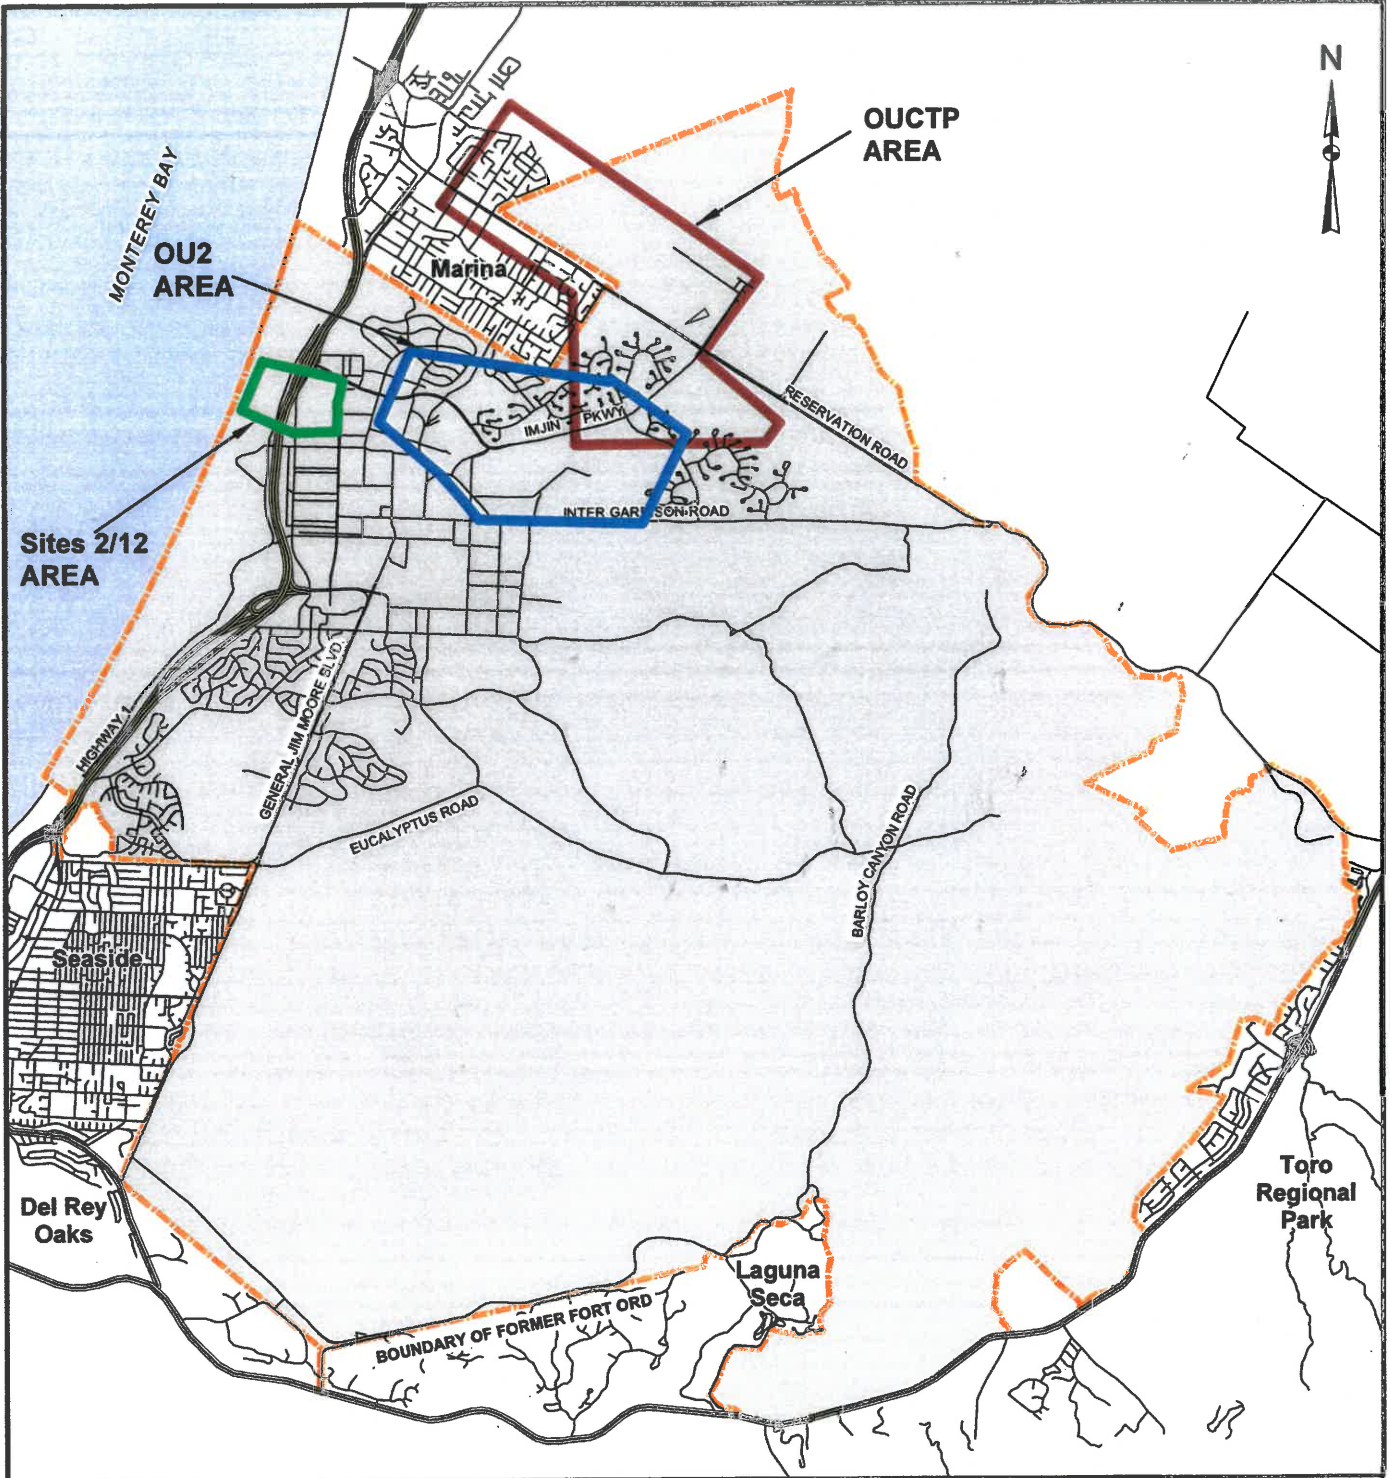 N
OUCTP
AREA
MONTEREY BAY
OU2
AREA
Marina
RESERVATION ROAD
IMJIN PKWY
INTER GARRISON ROAD
Sites 2/12
AREA
HIGHWAY 1
GENERAL JIM MOORE BLVD.
EUCALYPTUS ROAD
BARLOY CANYON ROAD
Seaside
Toro
Regional
Park
Del Rey
Oaks
Laguna
Seca
BOUNDARY OF FORMER FORT ORD